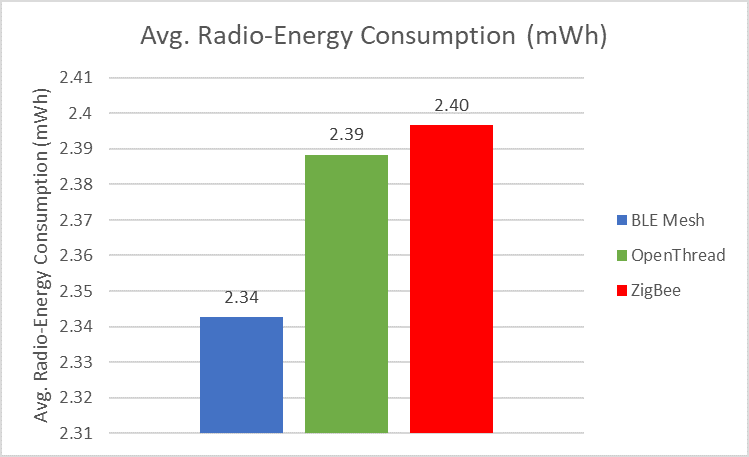 Avg. Radio-Energy Consumption (mWh)
Avg. Radio-Energy Consumption (mWh)
2.41
2.4
2.39
2.38
2.37
2.36
2.35
2.34
2.33
2.32
2.31
2.34
2.39
2.40
BLE Mesh
OpenThread
ZigBee